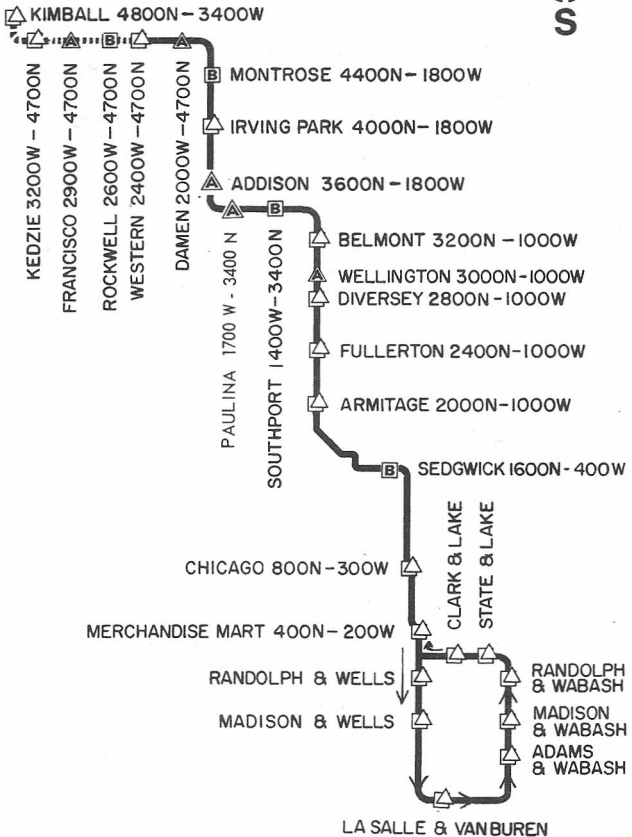 S
KIMBALL 4800N-3400W
KEDZIE 3200W-4700N
A
FRANCISCO 2900W-4700N
B
ROCKWELL 2600W-4700N
WESTERN 2400W-4700N
A
DAMEN 2000W-4700N
B MONTROSE 4400N-1800W
IRVING PARK 4000N-1800W
A ADDISON 3600N-1800W
A
PAULINA 1700 W-3400 N
B
SOUTHPORT 1400W-3400N
BELMONT 3200N-1000W
A WELLINGTON 3000N-1000W
DIVERSEY 2800N-1000W
FULLERTON 2400N-1000W
ARMITAGE 2000N-1000W
B SEDGWICK 1600N-400W
CHICAGO 800N-300W
CLARK & LAKE
STATE & LAKE
MERCHANDISE MART 400N-200W
RANDOLPH & WELLS
RANDOLPH
& WABASH
MADISON & WELLS
MADISON
& WABASH
ADAMS
& WABASH
LA SALLE & VAN BUREN